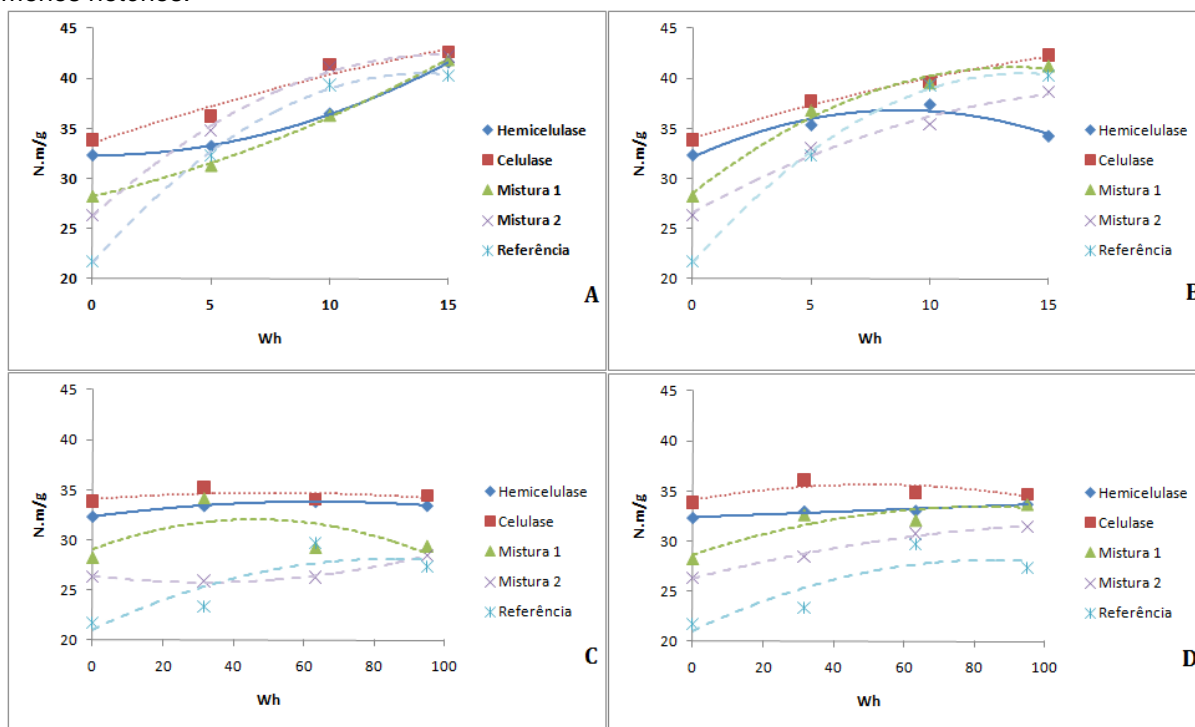 menos notórios.
45
40
35
30
25
20
N.m/g
0
5
10
15
Wh
Hemicelulase
Celulase
Mistura 1
Mistura 2
Referência
A
45
40
35
30
25
20
N.m/g
0
5
10
15
Wh
Hemicelulase
Celulase
Mistura 1
Mistura 2
Referência
45
40
35
30
25
20
N.m/g
0
20
40
60
80
100
Wh
Hemicelulase
Celulase
Mistura 1
Mistura 2
Referência
C
45
40
35
30
25
20
N.m/g
0
20
40
60
80
100
Wh
Hemicelulase
Celulase
Mistura 1
Mistura 2
Referência
D